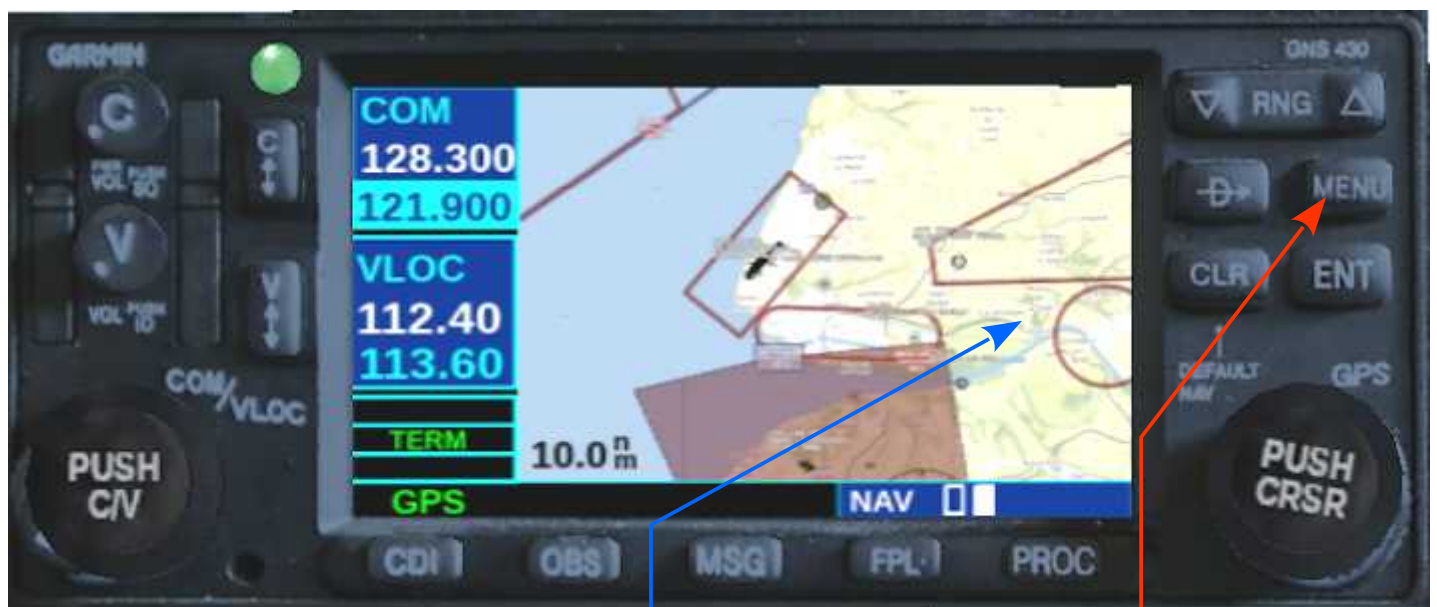 GARMIN
GNS 430
C
PWR
VOL
PUSH
SQ
C
V
VOL
PUSH
ID
V
COM/VLOC
PUSH
C/V
COM
128.300
121.900
VLOC
112.40
113.60
TERM
GPS
10.0 nm
NAV
RNG
D
MENU
CLR
ENT
DEFAULT
NAV
GPS
PUSH
CRSR
CDI
OBS
MSG
FPL
PROC